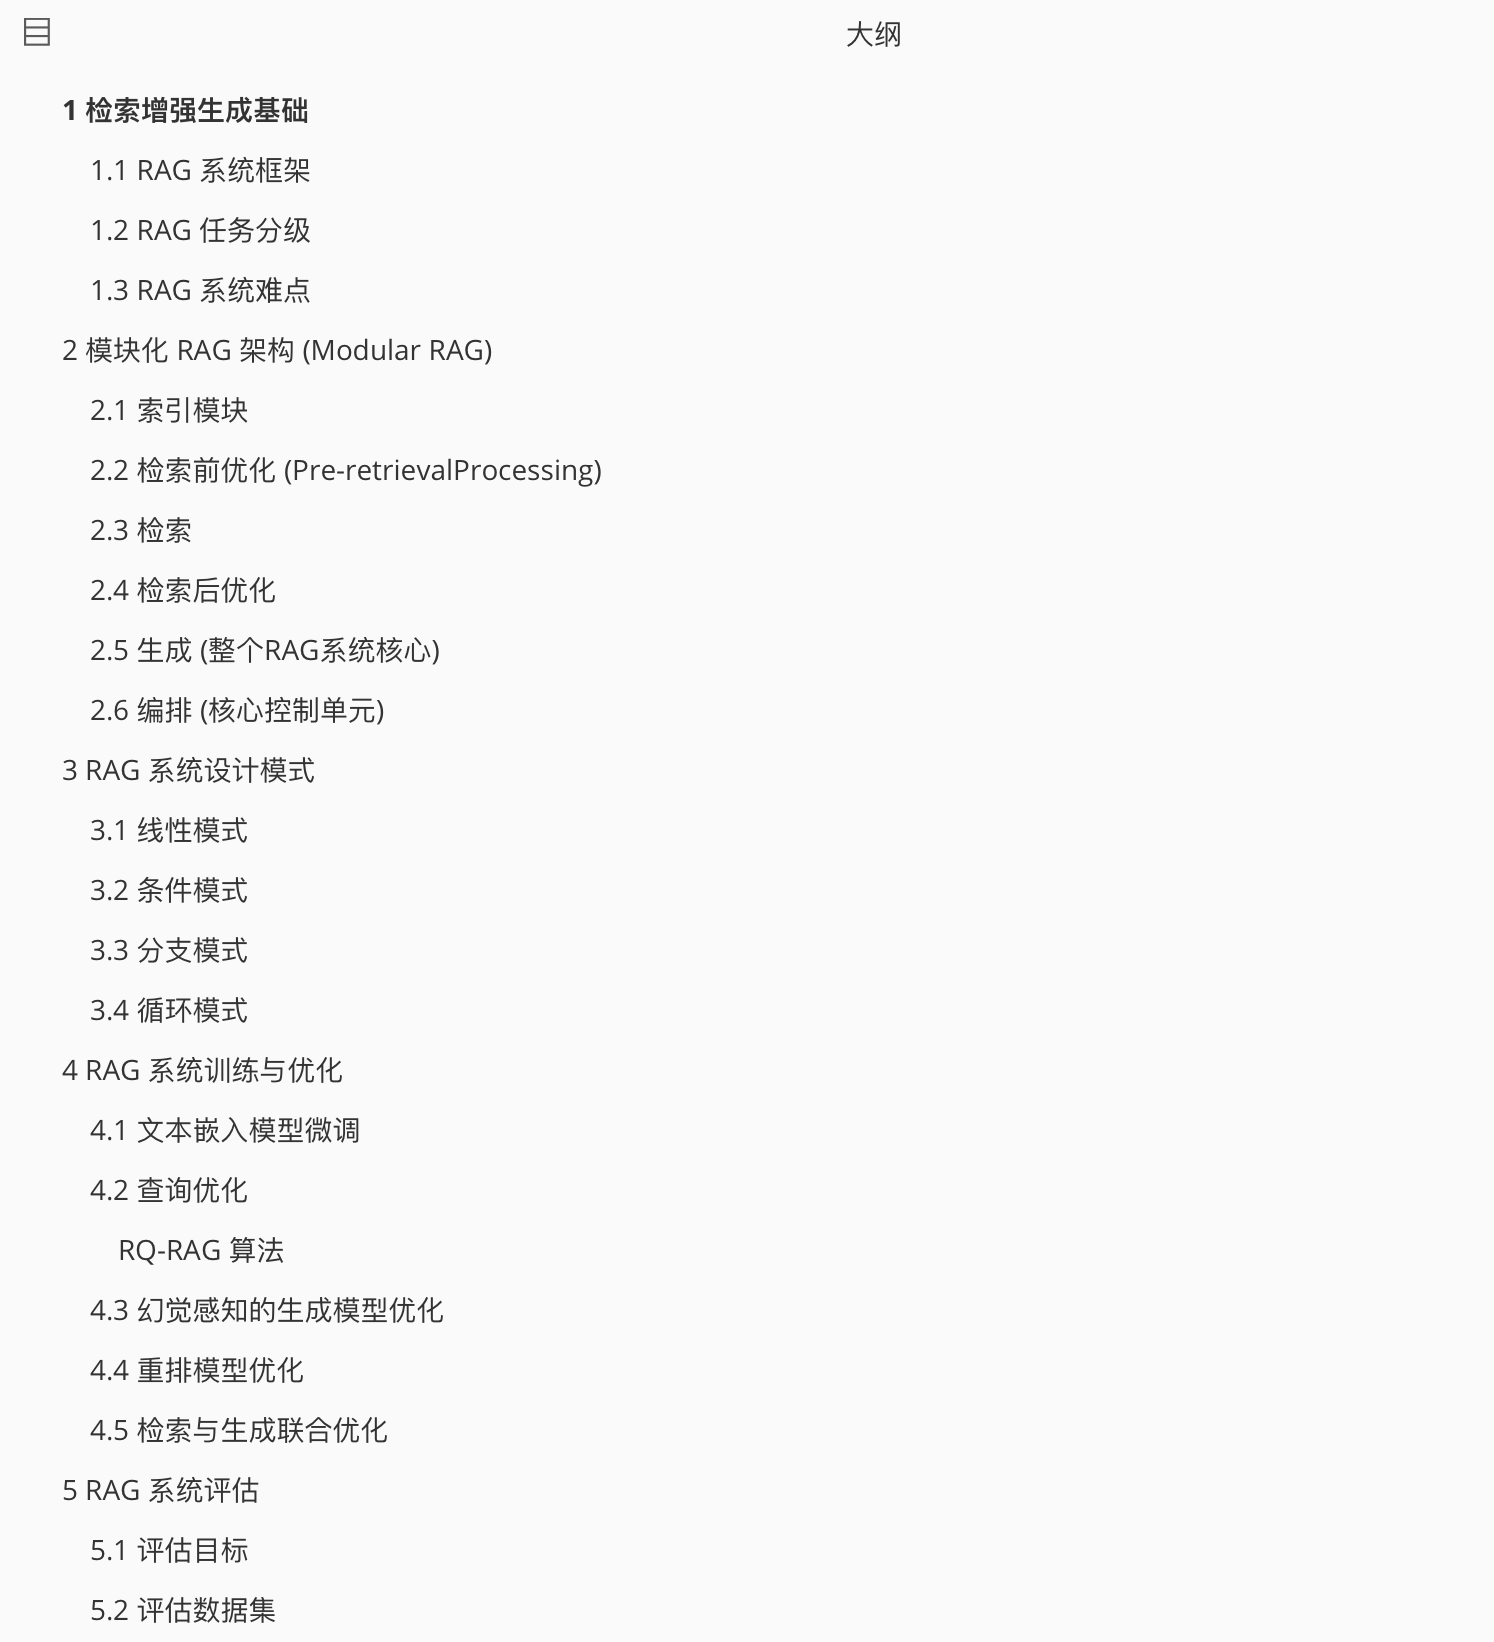 大纲
1 检索增强生成基础
1.1 RAG 系统框架
1.2 RAG 任务分级
1.3 RAG 系统难点
2 模块化 RAG 架构 (Modular RAG)
2.1 索引模块
2.2 检索前优化 (Pre-retrievalProcessing)
2.3 检索
2.4 检索后优化
2.5 生成 (整个RAG系统核心)
2.6 编排 (核心控制单元)
3 RAG 系统设计模式
3.1 线性模式
3.2 条件模式
3.3 分支模式
3.4 循环模式
4 RAG 系统训练与优化
4.1 文本嵌入模型微调
4.2 查询优化
RQ-RAG 算法
4.3 幻觉感知的生成模型优化
4.4 重排模型优化
4.5 检索与生成联合优化
5 RAG 系统评估
5.1 评估目标
5.2 评估数据集